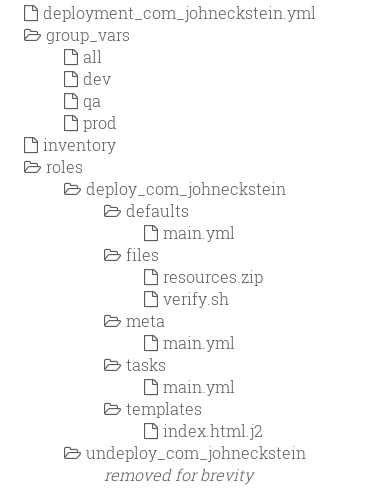 deployment_com_johneckstein.yml
group_vars
all
dev
qa
prod
inventory
roles
deploy_com_johneckstein
defaults
main.yml
files
resources.zip
verify.sh
meta
main.yml
tasks
main.yml
templates
index.html.j2
undeploy_com_johneckstein
removed for brevity